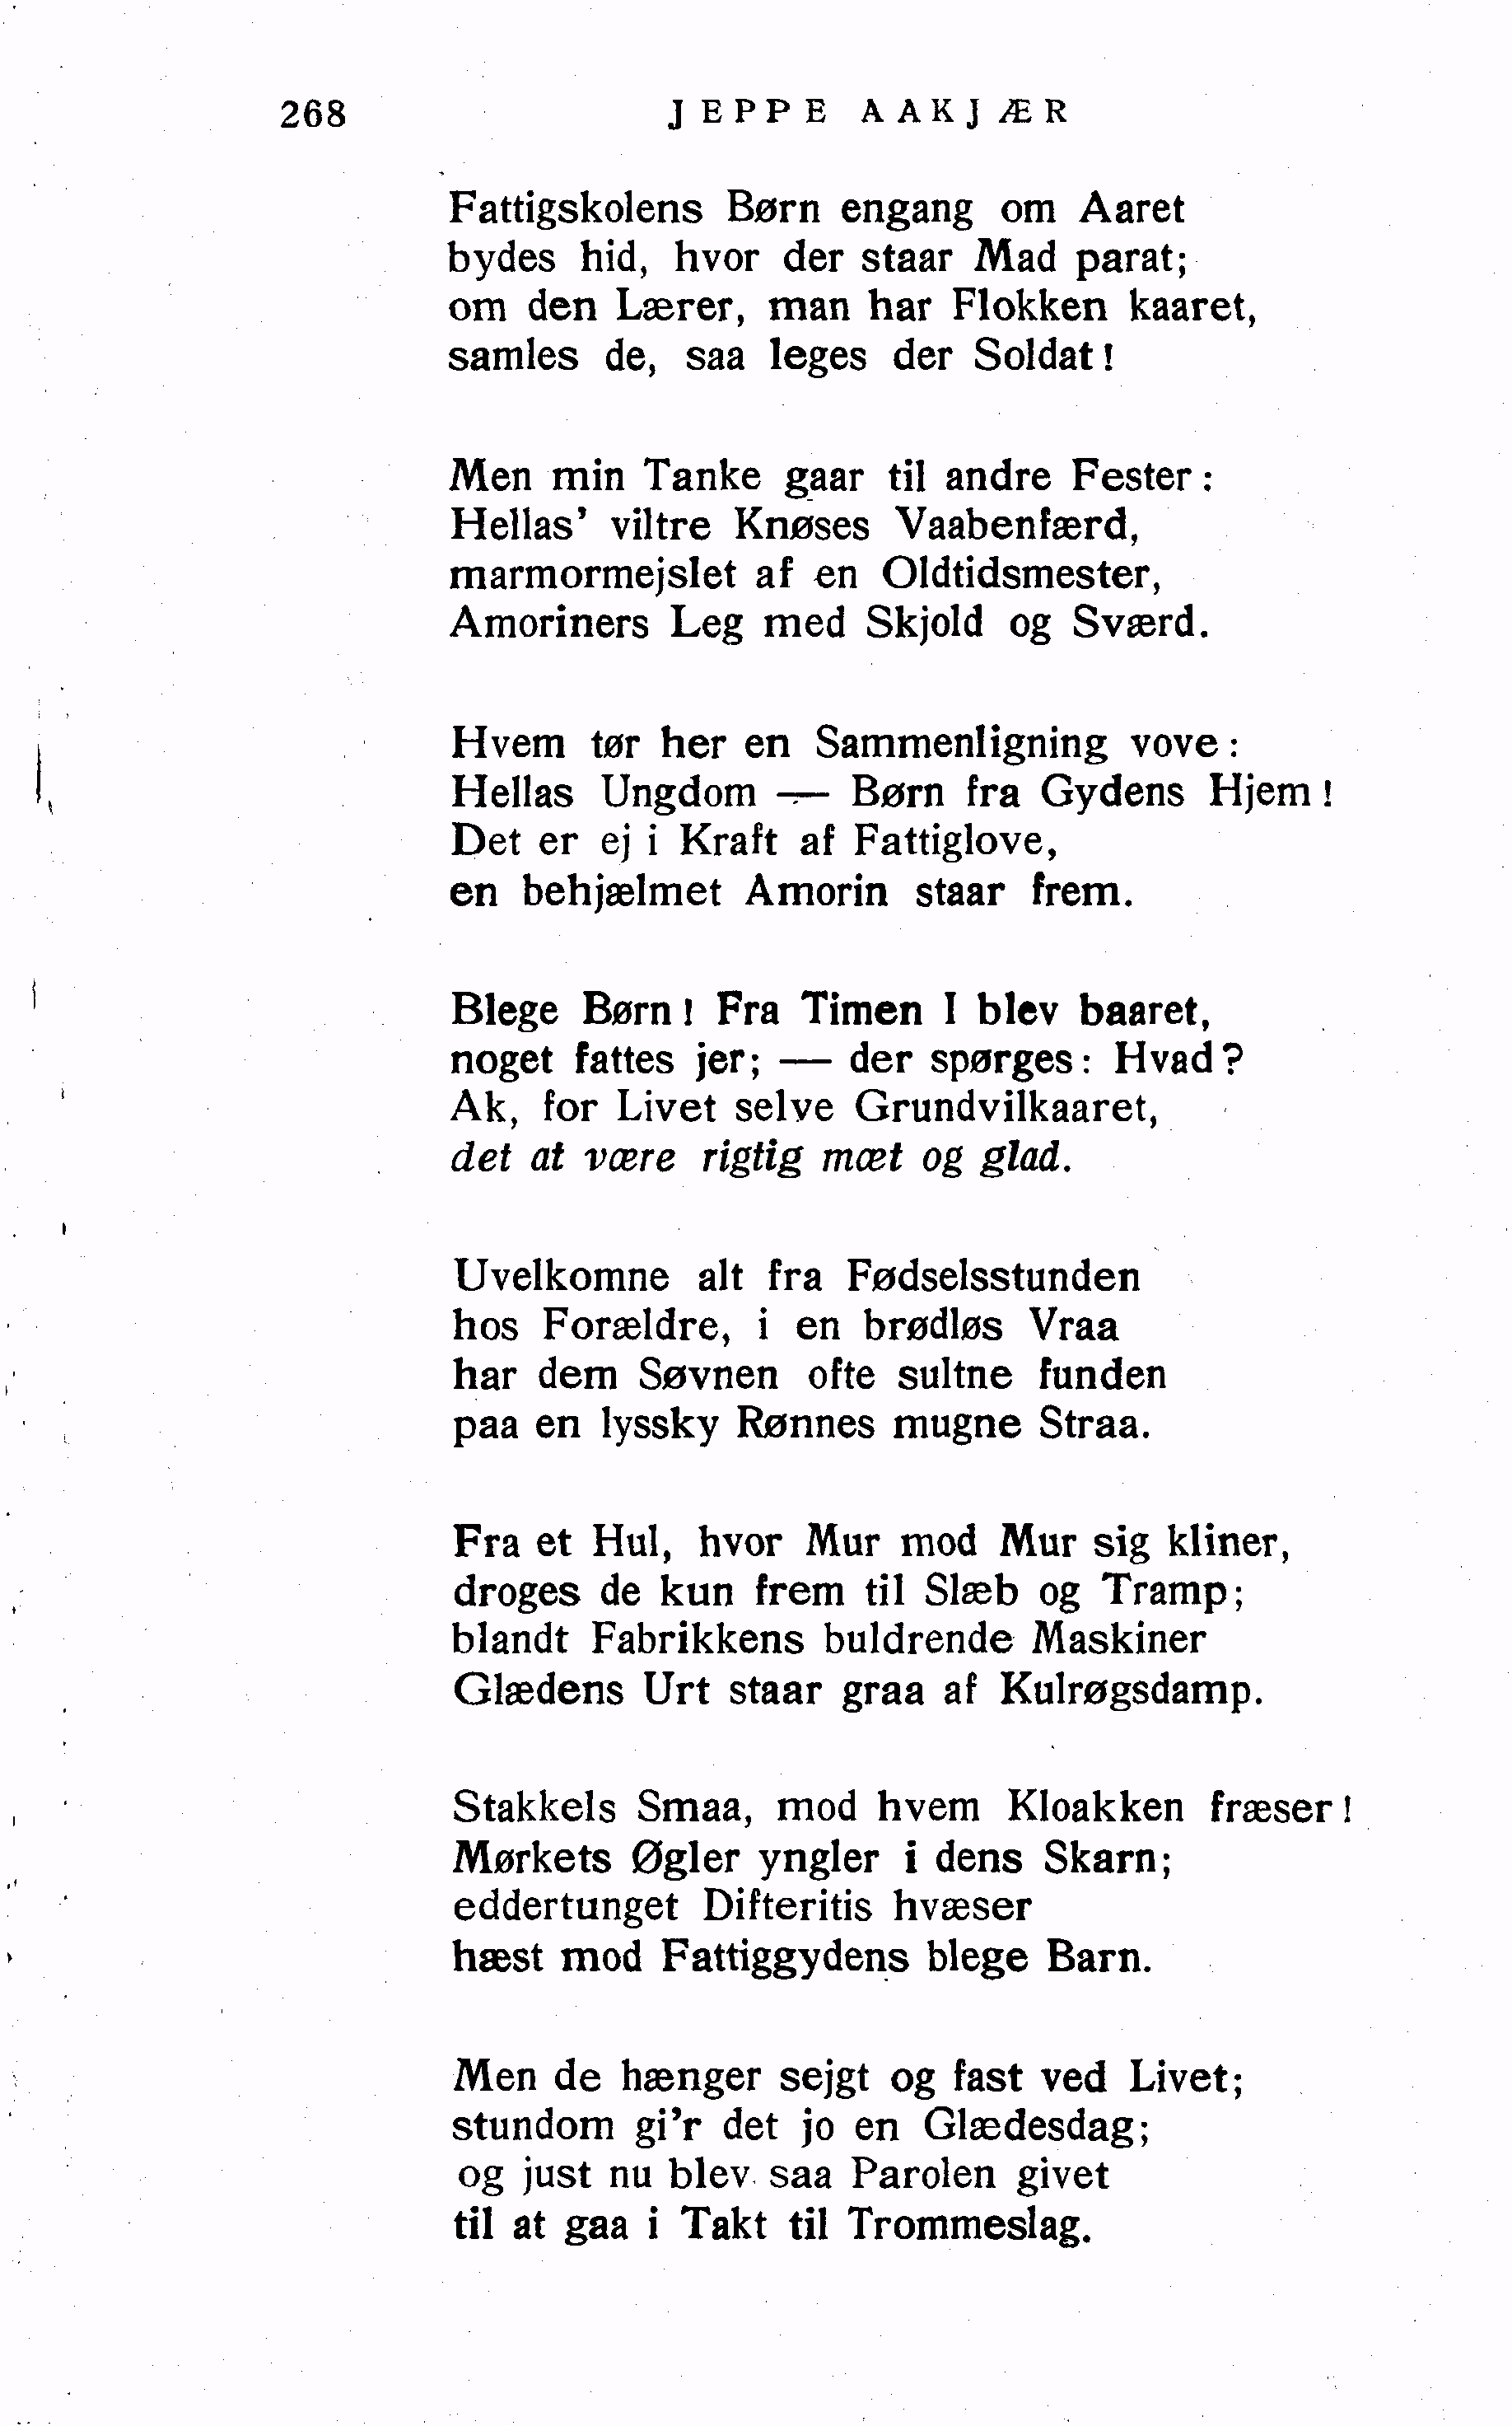 268
JEPPE AAKJÆR
Fattigskolens Børn engang om Aaret
bydes hid, hvor der staar Mad parat;
om den Lærer, man har Flokken kaaret,
samles de, saa leges der Soldat!
Men min Tanke gaar til andre Fester:
Hellas' viltre Knøses Vaabenfærd,
marmormejslet af en Oldtidsmester,
Amoriners Leg med Skjold og Sværd.
Hvem tør her en Sammenligning vove:
Hellas Ungdom — Børn fra Gydens Hjem!
Det er ej i Kraft af Fattiglove,
en behjælmet Amorin staar frem.
Blege Børn! Fra Timen I blev baaret,
noget fattes jer; — der spørges: Hvad?
Ak, for Livet selve Grundvilkaaret,
det at være rigtig mæt og glad.
Uvelkomne alt fra Fødselsstunden
hos Forældre, i en brødløs Vraa
har dem Søvnen ofte sultne funden
paa en lyssky Rønnes mugne Straa.
Fra et Hul, hvor Mur mod Mur sig kliner,
droges de kun frem til Slæb og Tramp;
blandt Fabrikkens buldrende Maskiner
Glædens Urt staar graa af Kulrøgsdamp.
Stakkels Smaa, mod hvem Kloakken fræser!
Mørkets Øgler yngler i dens Skarn;
eddertunget Difteritis hvæser
hæst mod Fattiggydens blege Barn.
Men de hænger sejgt og fast ved Livet;
stundom gi'r det jo en Glædesdag;
og just nu blev saa Parolen givet
til at gaa i Takt til Trommeslag.